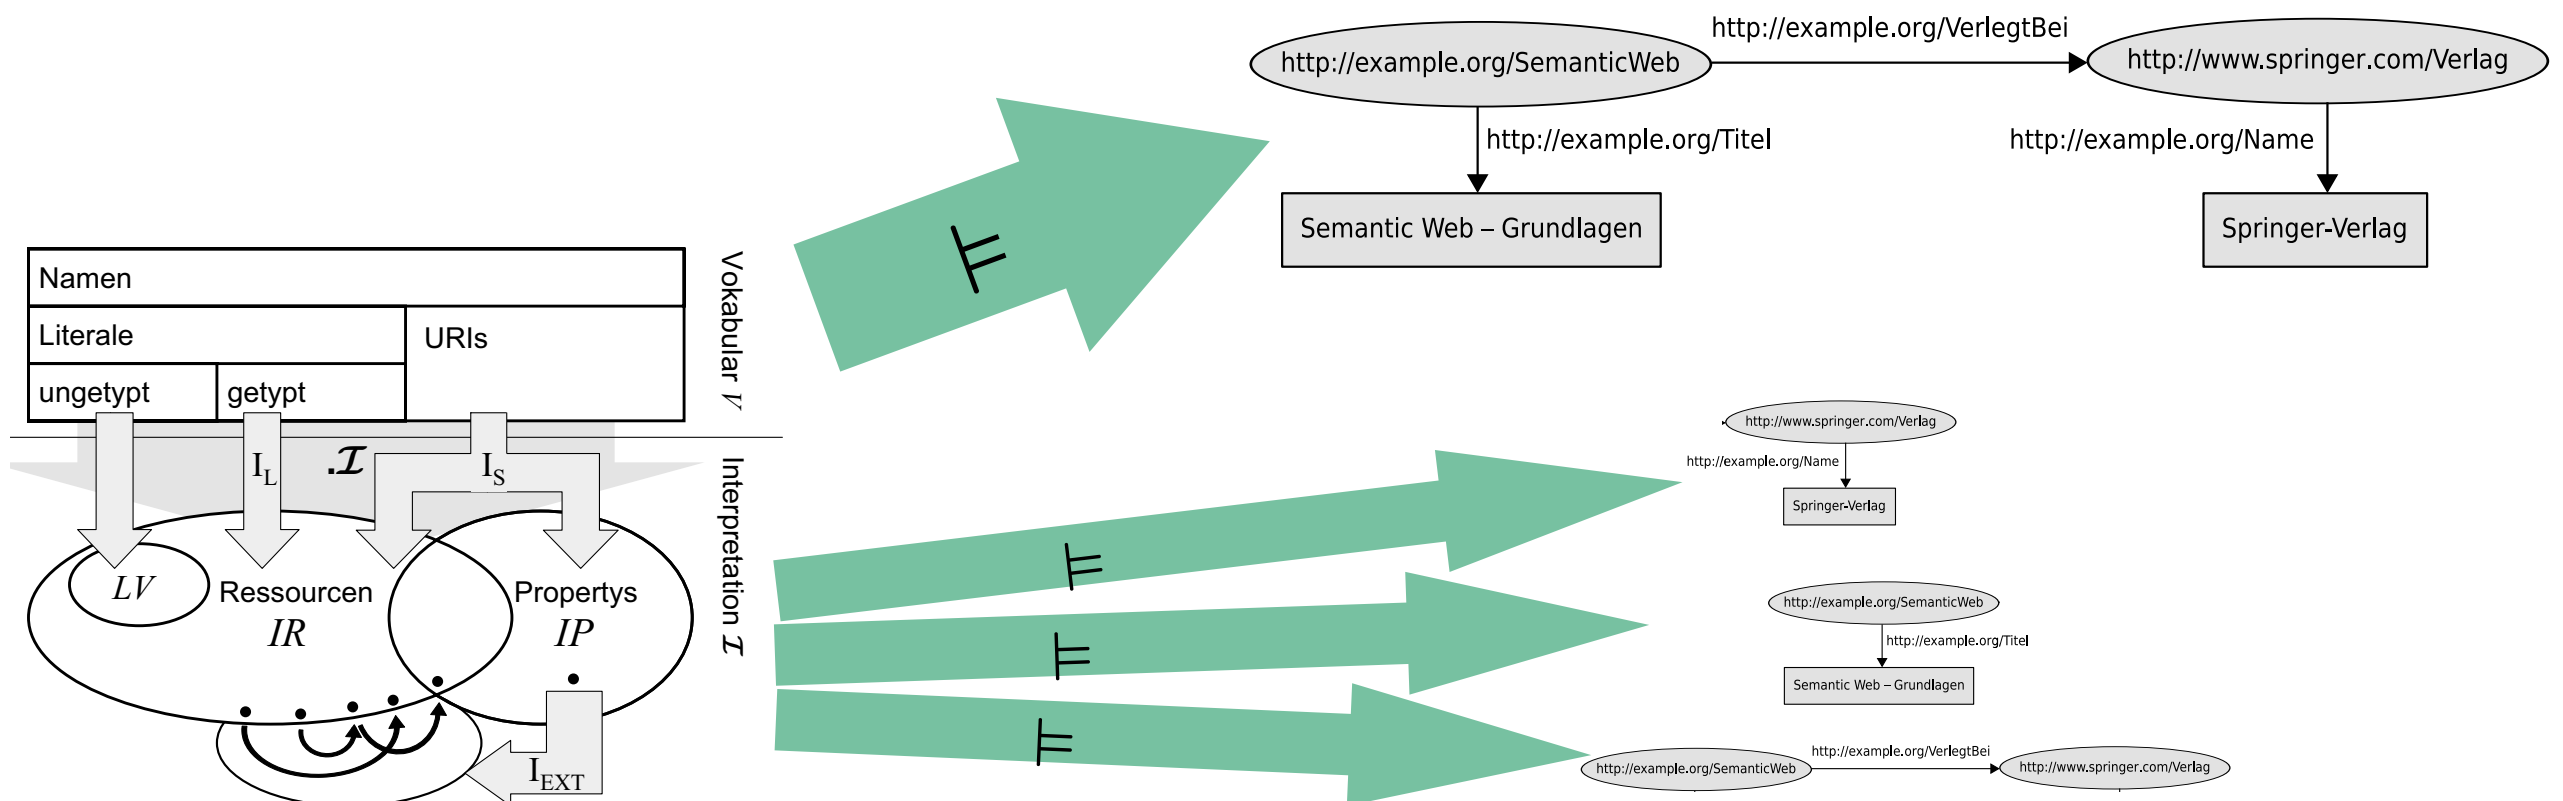 http://example.org/VerlegtBei
http://example.org/SemanticWeb
http://www.springer.com/Verlag
http://example.org/Titel
http://example.org/Name
Semantic Web – Grundlagen
Springer-Verlag
⊨
Namen
Literale
URIs
ungetypt
getypt
Vokabular V
I_L
.I
I_S
Interpretation I
LV
Ressourcen
IR
Propertys
IP
I_EXT
⊨
http://www.springer.com/Verlag
http://example.org/Name
Springer-Verlag
⊨
http://example.org/SemanticWeb
http://example.org/Titel
Semantic Web – Grundlagen
⊨
http://example.org/VerlegtBei
http://example.org/SemanticWeb
http://www.springer.com/Verlag